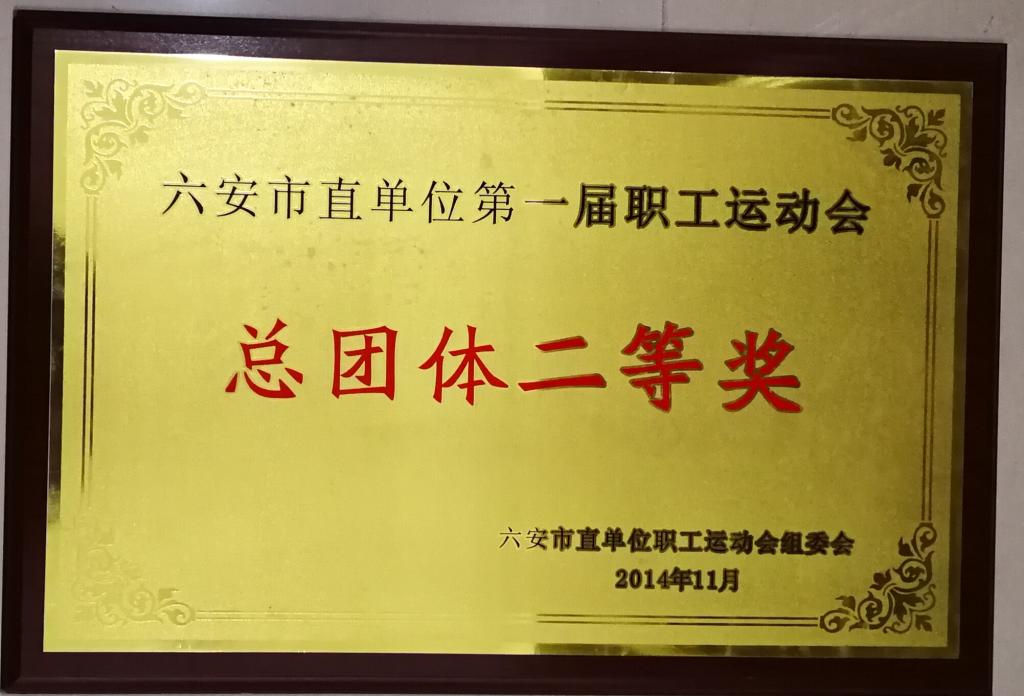 六安市直单位第一届职工运动会
总团体二等奖
六安市直单位职工运动会组委会
2014年11月